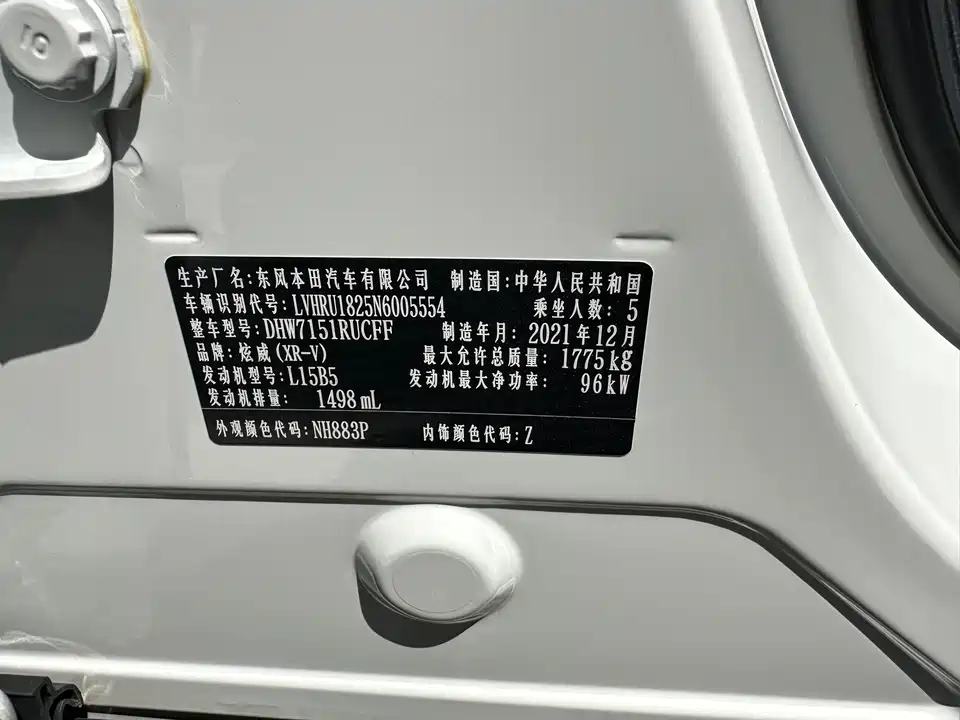 生产厂名:东风本田汽车有限公司 制造国:中华人民共和国
车辆识别代号:LVHRU1825N6005554 乘坐人数: 5
整车型号:DHW7151RUCFF 制造年月: 2021年12月
品牌: 炫威(XR-V) 最大允许总质量: 1775kg
发动机型号:L15B5 发动机最大净功率: 96kW
发动机排量: 1498mL
外观颜色代码:NH883P 内饰颜色代码:Z